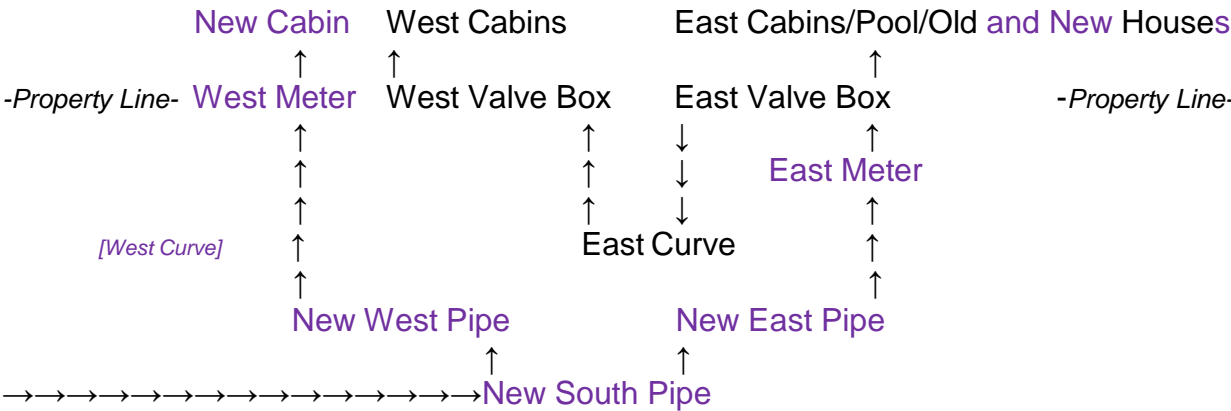 New Cabin West Cabins East Cabins/Pool/Old and New Houses
↑ ↑ ↑
-Property Line- West Meter West Valve Box East Valve Box -Property Line-
↑ ↑ ↓ ↑
↑ ↑ ↓ East Meter
↑ ↑ ↓ ↑
[West Curve] ↑ East Curve ↑
↑ ↑
New West Pipe New East Pipe
↑ ↑
→→→→→→→→→→→→→→→New South Pipe